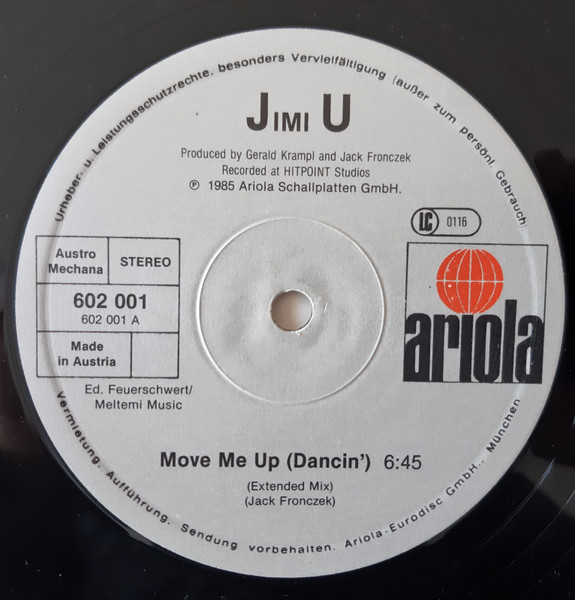 Urheber- u. Leistungsschutzrechte, besonders Vervielfältigung (außer zum persönl. Gebrauch)
Jimi U
Produced by Gerald Krampl and Jack Fronczek
Recorded at HITPOINT Studios
℗ 1985 Ariola Schallplatten GmbH.
LC 0116
Austro
Mechana
STEREO
602 001
602 001 A
Made
in Austria
ariola
Ed. Feuerschwert/
Meltemi Music
Move Me Up (Dancin') 6:45
(Extended Mix)
(Jack Fronczek)
Vermietung, Aufführung, Sendung vorbehalten. Ariola-Eurodisc GmbH., München